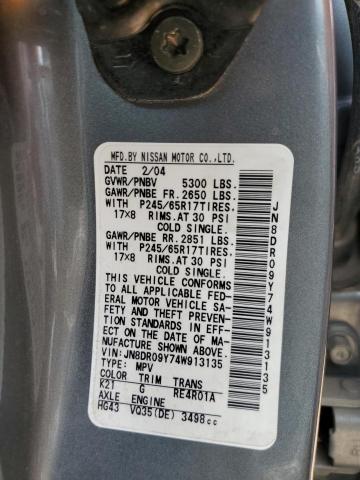 MFD.BY NISSAN MOTOR CO.,LTD.
DATE 2/04
GVWR/PNBV 5300 LBS.
GAWR/PNBE FR. 2650 LBS.
WITH P245/65R17TIRES,
17X8 RIMS.AT 30 PSI
COLD SINGLE.
GAWR/PNBE RR. 2851 LBS.
WITH P245/65R17TIRES,
17X8 RIMS.AT 30 PSI
COLD SINGLE.
THIS VEHICLE CONFORMS
TO ALL APPLICABLE FED-
ERAL MOTOR VEHICLE SA-
FETY AND THEFT PREVEN-
TION STANDARDS IN EFF-
ECT ON THE DATE OF MA-
NUFACTURE SHOWN ABOVE.
VIN:JN8DR09Y74W913135
TYPE: MPV
COLOR TRIM TRANS
K21 G RE4R01A
AXLE ENGINE
HG43 VQ35(DE) 3498cc
JN8DR09Y74W913135